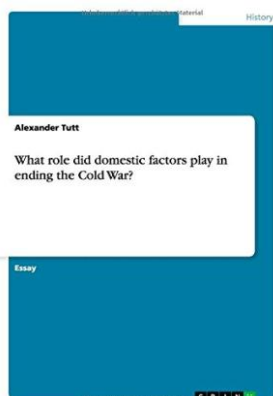 History
Alexander Tutt
What role did domestic factors play in
ending the Cold War?
Essay